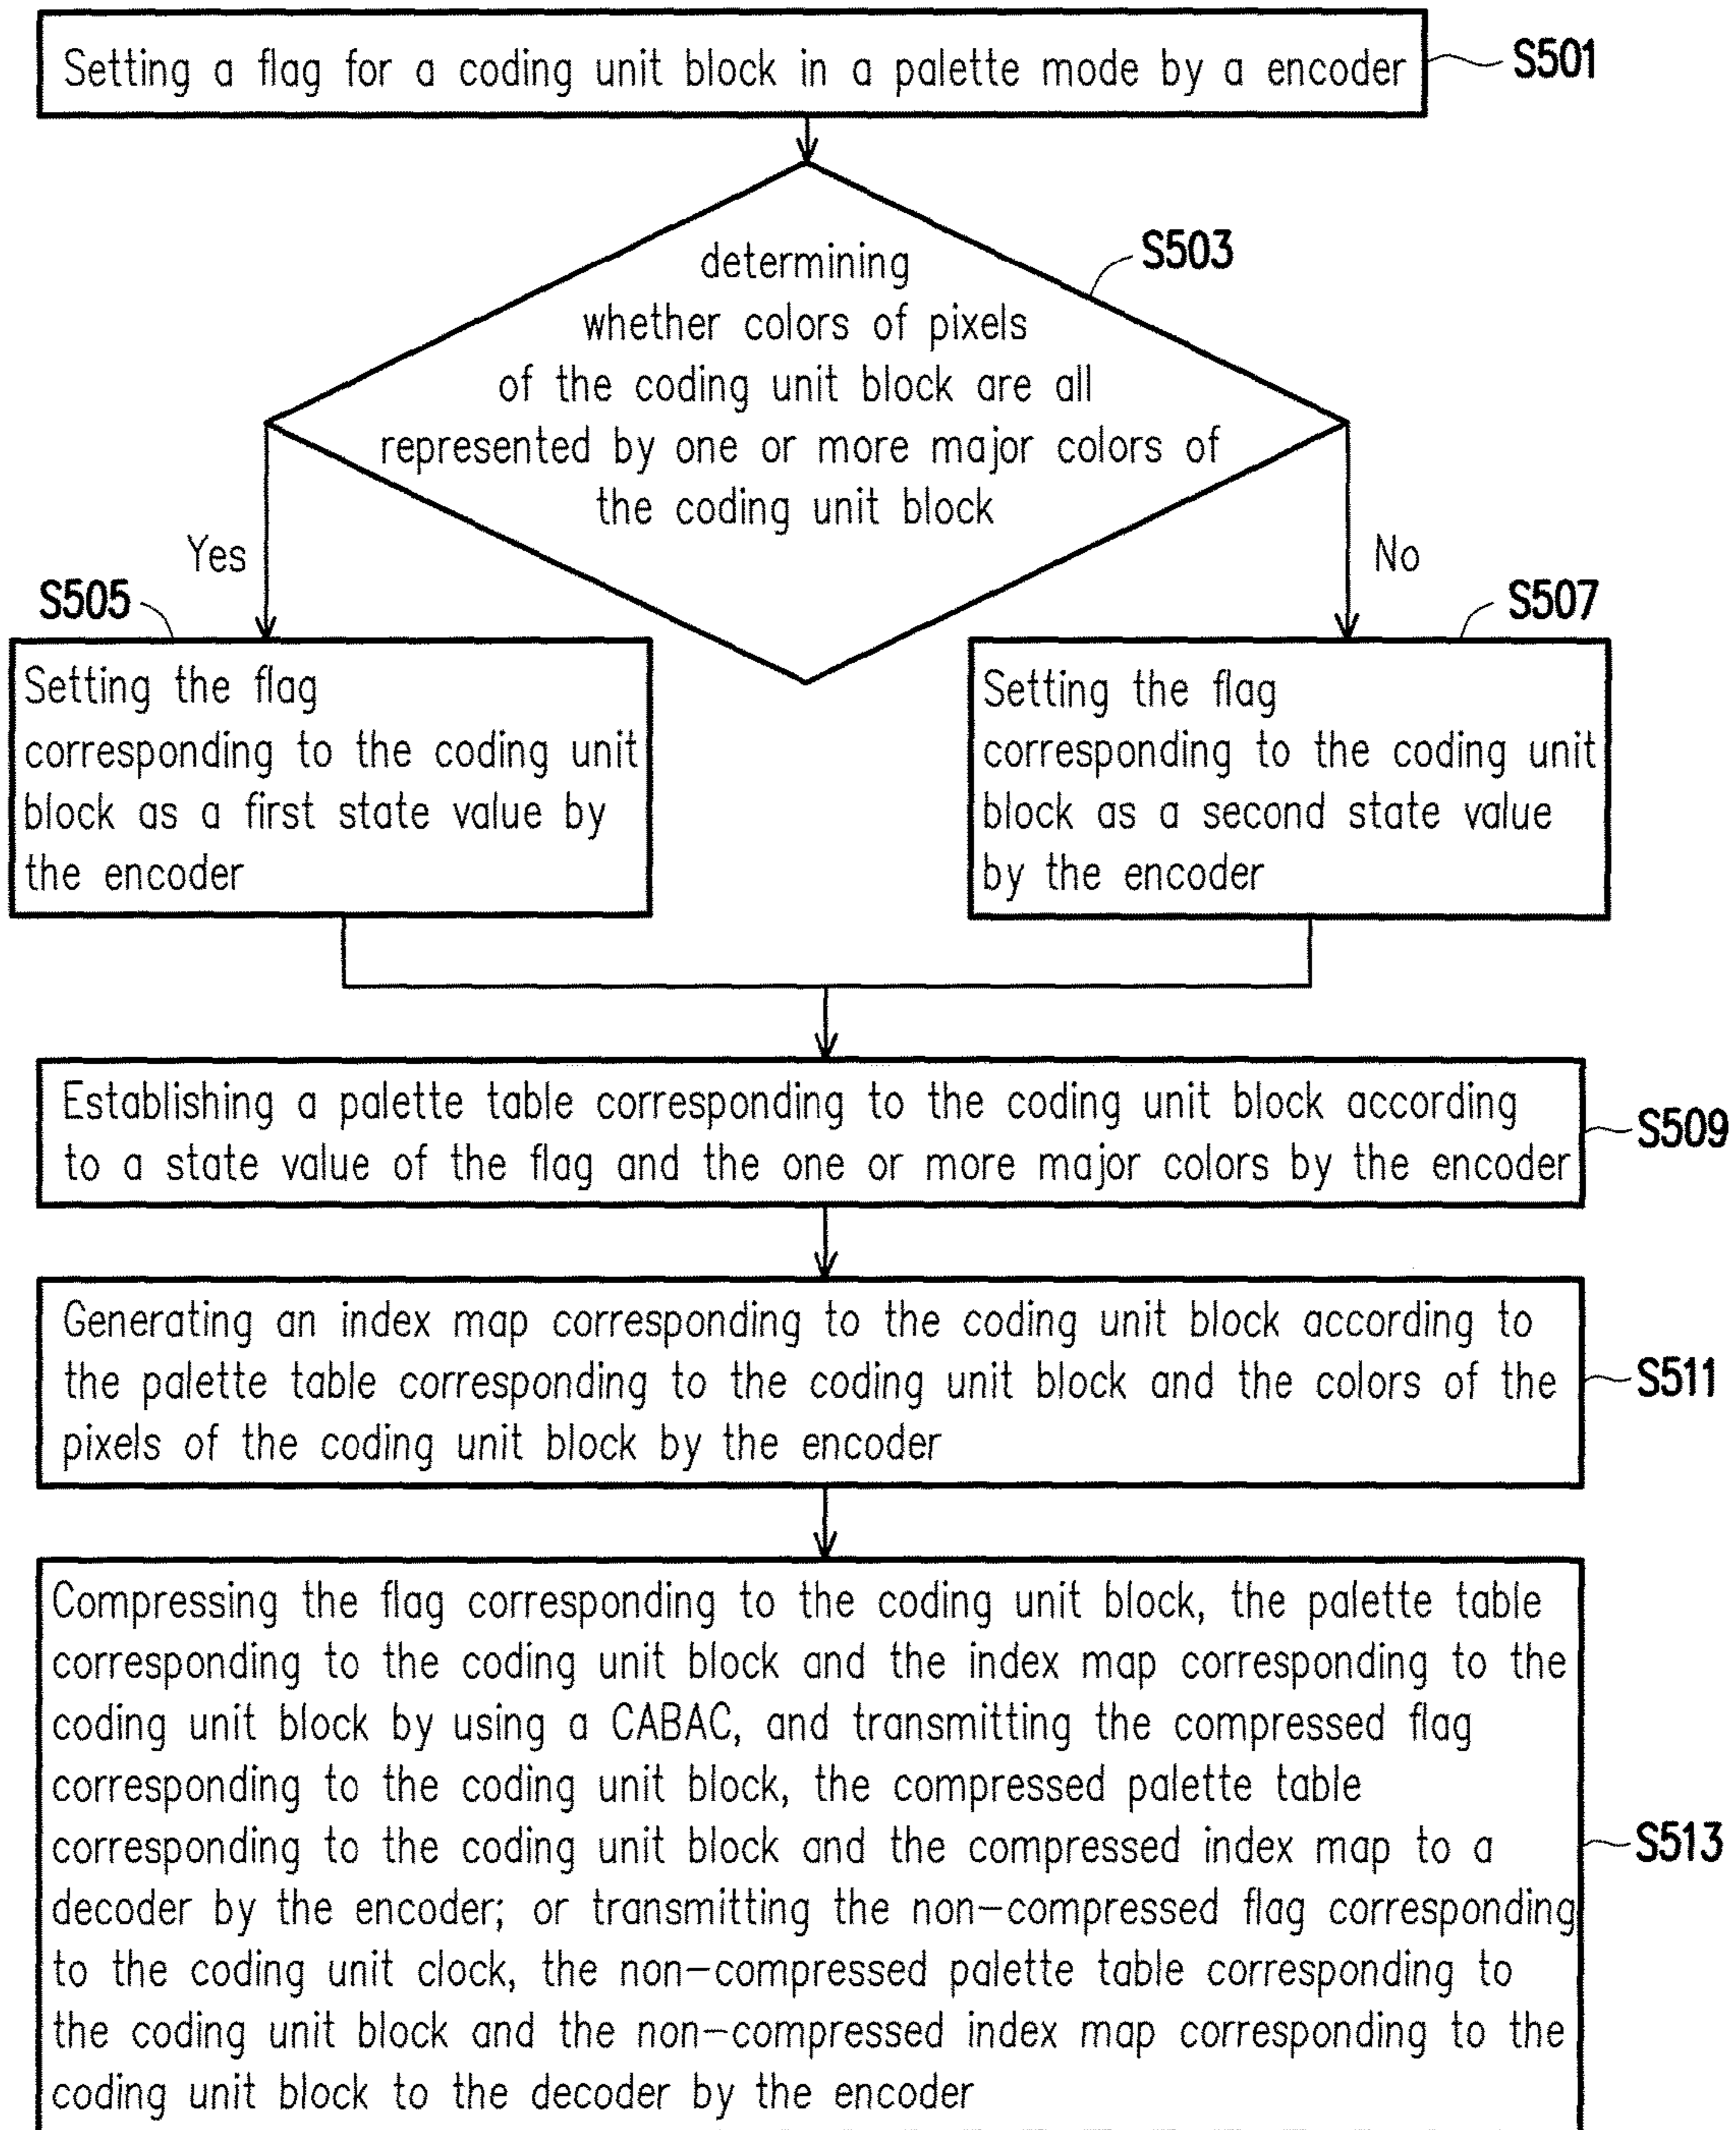 Setting a flag for a coding unit block in a palette mode by a encoder
S501
determining
whether colors of pixels
of the coding unit block are all
represented by one or more major colors of
the coding unit block
S503
Yes
No
S505
S507
Setting the flag
corresponding to the coding unit
block as a first state value by
the encoder
Setting the flag
corresponding to the coding unit
block as a second state value
by the encoder
Establishing a palette table corresponding to the coding unit block according
to a state value of the flag and the one or more major colors by the encoder
S509
Generating an index map corresponding to the coding unit block according to
the palette table corresponding to the coding unit block and the colors of the
pixels of the coding unit block by the encoder
S511
Compressing the flag corresponding to the coding unit block, the palette table
corresponding to the coding unit block and the index map corresponding to the
coding unit block by using a CABAC, and transmitting the compressed flag
corresponding to the coding unit block, the compressed palette table
corresponding to the coding unit block and the compressed index map to a
decoder by the encoder; or transmitting the non-compressed flag corresponding
to the coding unit clock, the non-compressed palette table corresponding to
the coding unit block and the non-compressed index map corresponding to the
coding unit block to the decoder by the encoder
S513